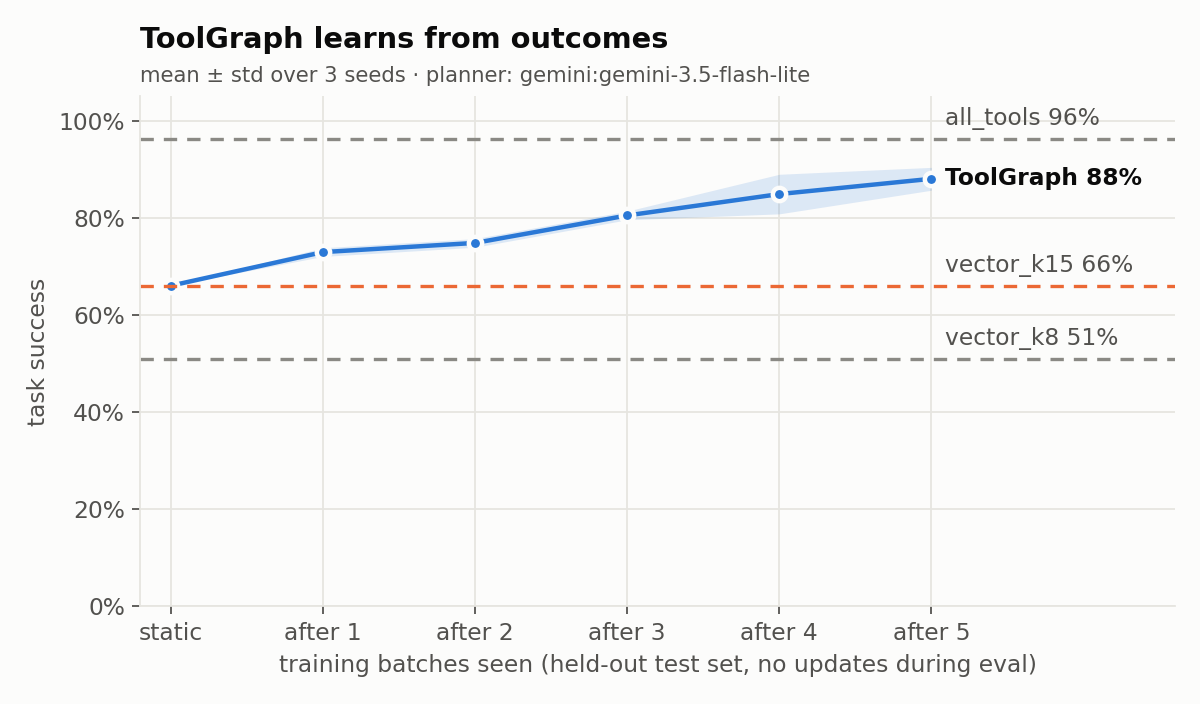 ToolGraph learns from outcomes
mean ± std over 3 seeds · planner: gemini:gemini-3.5-flash-lite
100%
80%
60%
40%
20%
0%
task success
all_tools 96%
ToolGraph 88%
vector_k15 66%
vector_k8 51%
static
after 1
after 2
after 3
after 4
after 5
training batches seen (held-out test set, no updates during eval)